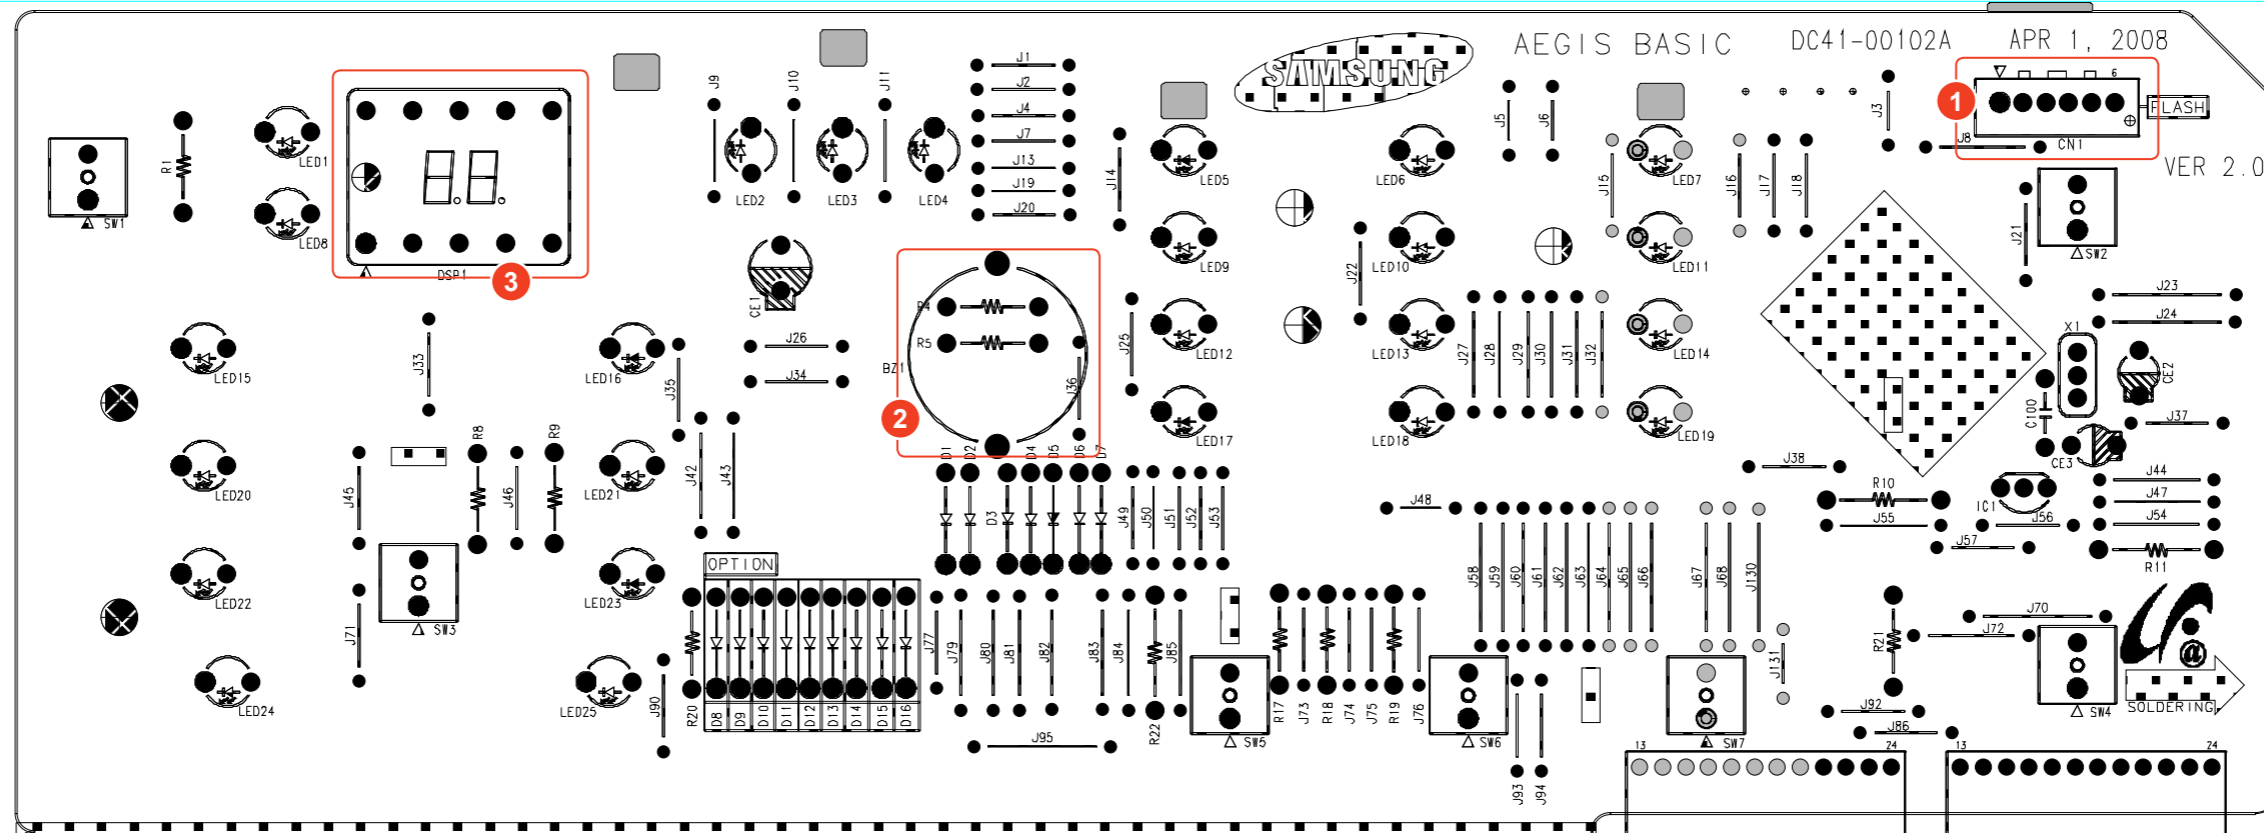 AEGIS BASIC DC41-00102A APR 1, 2008
SAMSUNG
1
6
FLASH
CN1
VER 2.0
J9 J10 J11 J1
J2
J4
J7
J13
J19
J20
J5 J6 J3 J8
R1 LED1
SW1 LED8
DSP1
3
LED2 LED3 LED4
J14 LED5 LED6 J15 LED7 J16 J17 J18
J21 SW2
LED9 J22 LED10 LED11
CE1
R4
R5
BZ1
J36
2
J23
J24
X1
J33 J26
J34
J35
LED15 LED16
J25 LED12 LED13 J27 J28 J29 J30 J31 J32 LED14
CE2
C100
J37
CE3
LED17 LED18 LED19
J38
D1 D2 D3 D4 D5 D6 D7
J45 R8 J46 R9 J42 J43
LED20 LED21
J49 J50 J51 J52 J53
J48
R10
J55
IC1
J44
J47
J54
J56
J57
R11
J58 J59 J60 J61 J62 J63 J64 J65 J66 J67 J68 J130
OPTION
LED22 LED23
J71 SW3
J77 J79 J80 J81 J82 J83 J84 J85
R17 J73 R18 J74 J75 R19 J76
J131 R21
J70
J72
LED24 LED25
J90 R20 D8 D9 D10 D11 D12 D13 D14 D15 D16
R22
SW5 SW6 SW7 SW4
SOLDERING
J92
J86
J95
J93 J94
13 24 13 24